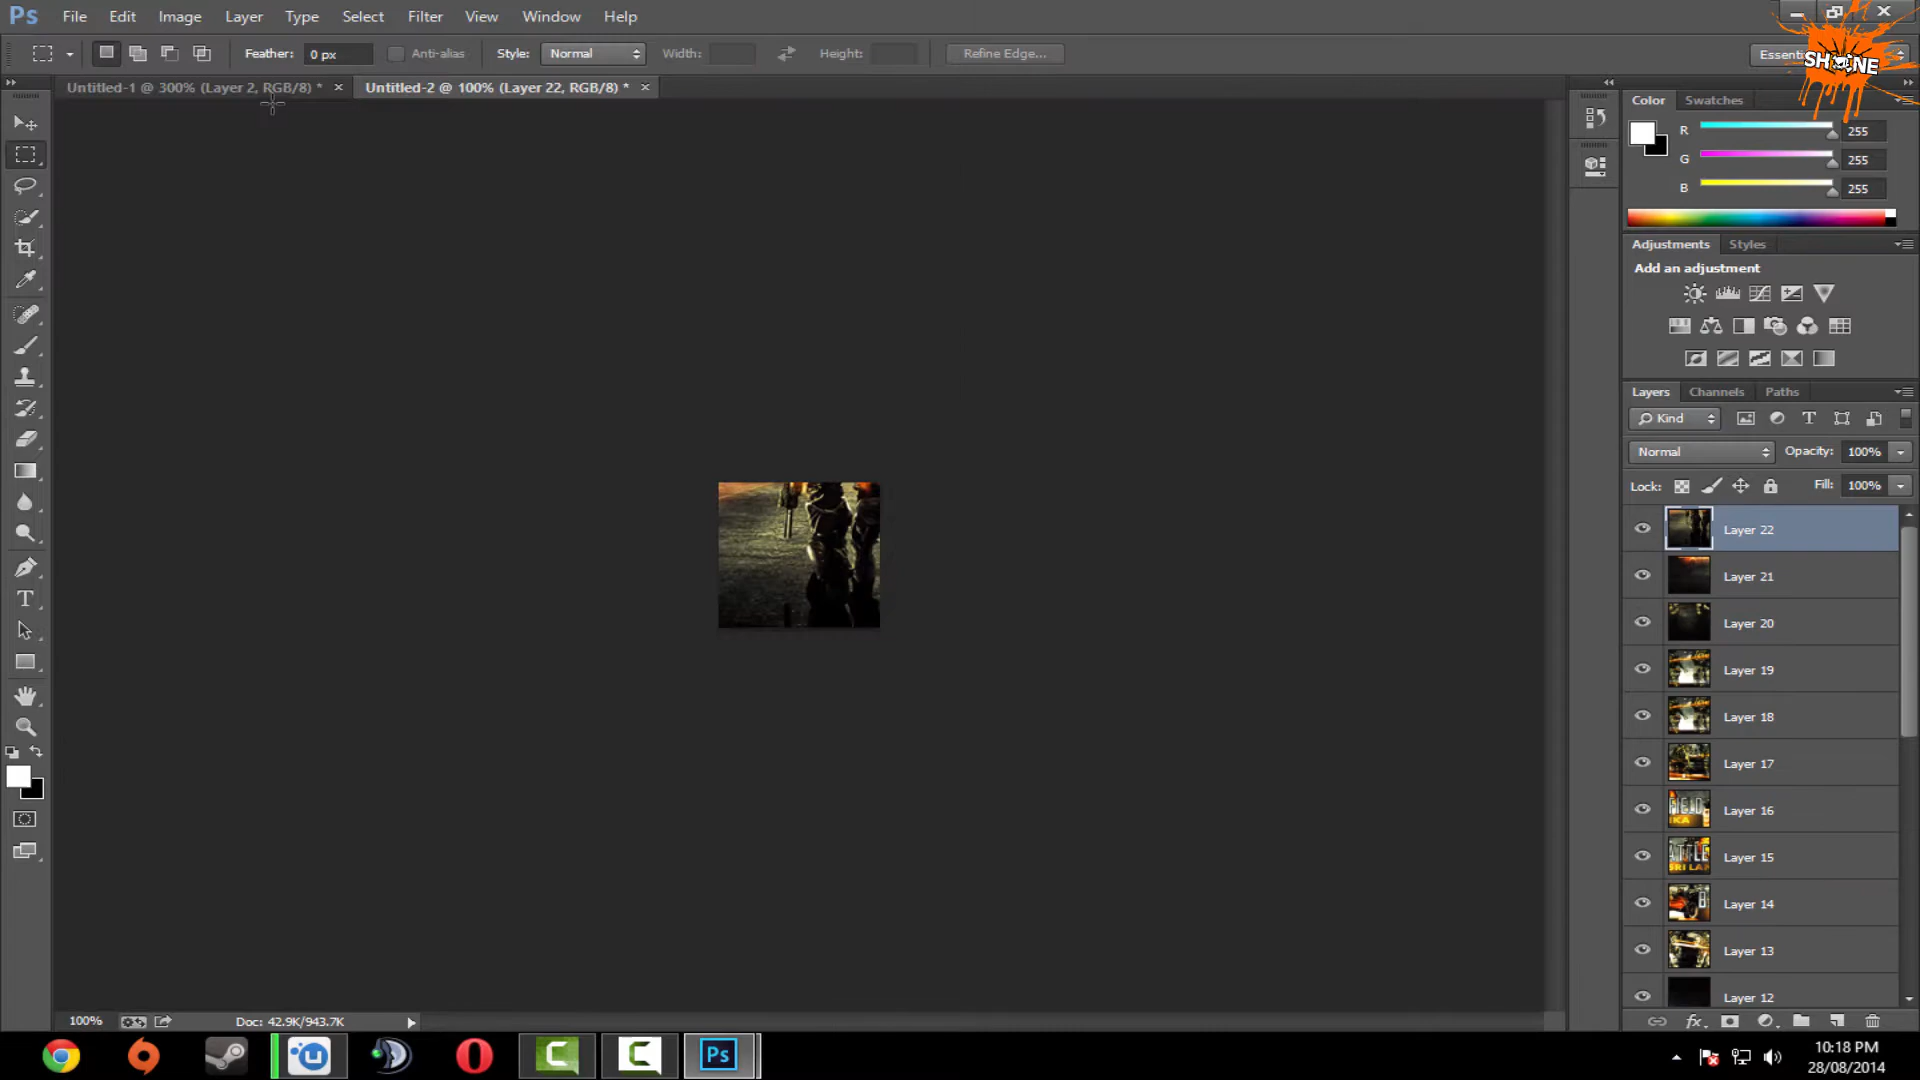 Ps File Edit Image Layer Type Select Filter View Window Help
Feather: 0 px Anti-alias Style: Normal Width: Height: Refine Edge... Essenti
SH NE
Untitled-1 @ 300% (Layer 2, RGB/8) * × Untitled-2 @ 100% (Layer 22, RGB/8) * ×
Color Swatches
R 255
G 255
B 255
Adjustments Styles
Add an adjustment
Layers Channels Paths
Kind
Normal Opacity: 100%
Lock: Fill: 100%
Layer 22
Layer 21
Layer 20
Layer 19
Layer 18
Layer 17
Layer 16
Layer 15
Layer 14
Layer 13
Layer 12
100% Doc: 42.9K/943.7K
Ps
10:18 PM
28/08/2014